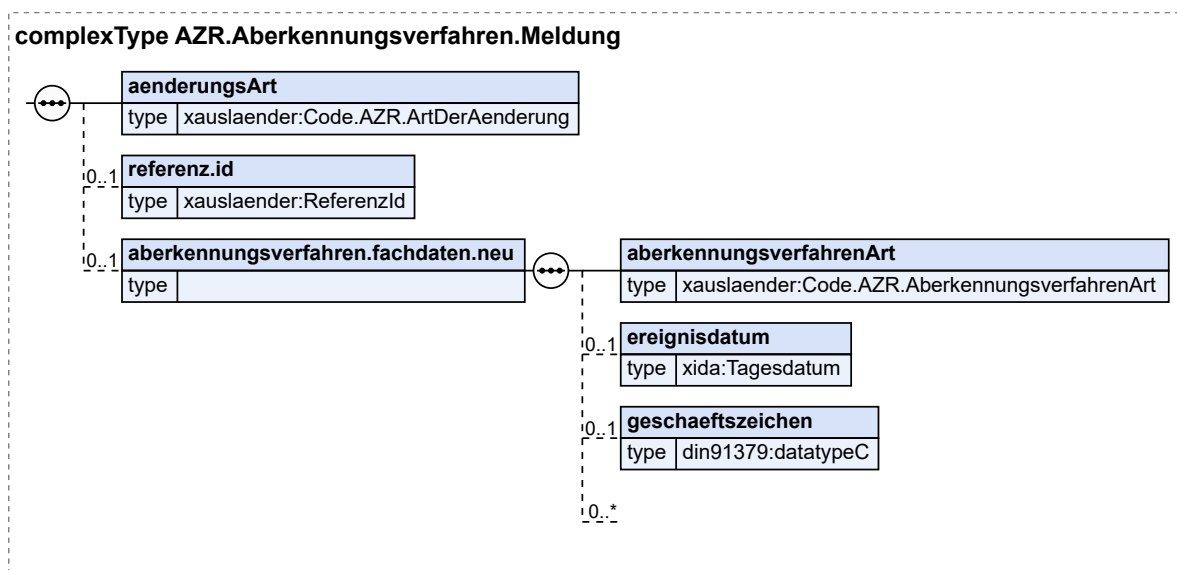 complexType AZR.Aberkennungsverfahren.Meldung
aenderungsArt
type xauslaender:Code.AZR.ArtDerAenderung
0..1 referenz.id
type xauslaender:ReferenzId
0..1 aberkennungsverfahren.fachdaten.neu
type
aberkennungsverfahrenArt
type xauslaender:Code.AZR.AberkennungsverfahrenArt
0..1 ereignisdatum
type xida:Tagesdatum
0..1 geschaeftszeichen
type din91379:datatypeC
0..*